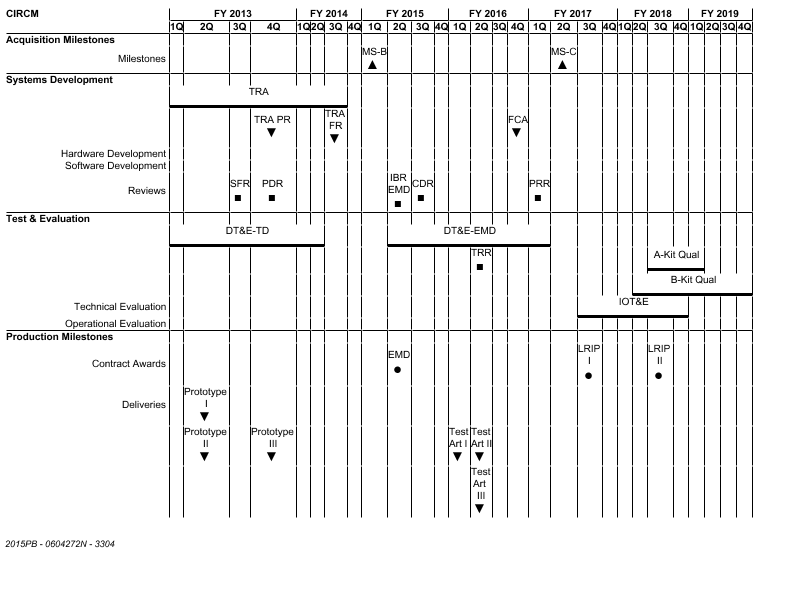 CIRCM FY 2013 FY 2014 FY 2015 FY 2016 FY 2017 FY 2018 FY 2019
1Q 2Q 3Q 4Q 1Q 2Q 3Q 4Q 1Q 2Q 3Q 4Q 1Q 2Q 3Q 4Q 1Q 2Q 3Q 4Q 1Q 2Q 3Q 4Q 1Q 2Q 3Q 4Q
Acquisition Milestones
MS-B MS-C
Milestones
Systems Development
TRA
TRA PR TRA FCA
FR
Hardware Development
Software Development
SFR PDR IBR CDR PRR
Reviews EMD
Test & Evaluation
DT&E-TD DT&E-EMD
TRR A-Kit Qual
B-Kit Qual
Technical Evaluation IOT&E
Operational Evaluation
Production Milestones
EMD LRIP LRIP
I II
Contract Awards
Prototype
Deliveries I
Prototype Prototype Test Test
II III Art I Art II
Test
Art
III
2015PB - 0604272N - 3304